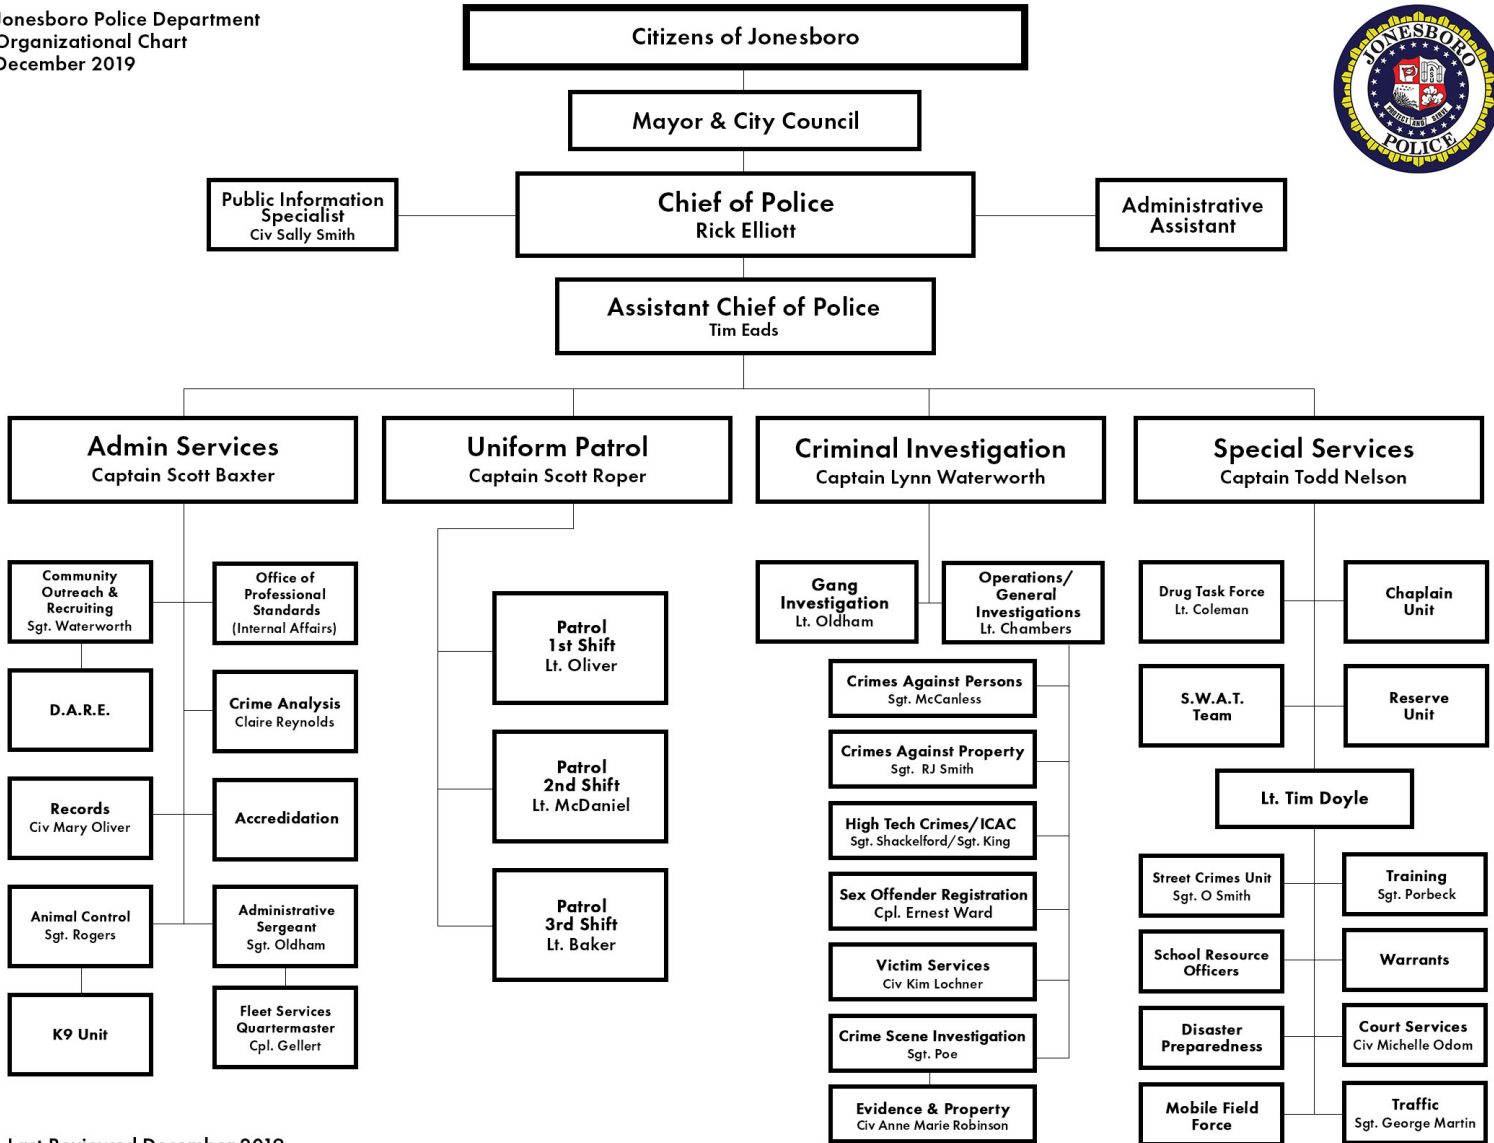 Jonesboro Police Department
Organizational Chart
December 2019
Citizens of Jonesboro
JONESBORO
PROTECT AND SERVE
POLICE
Mayor & City Council
Public Information
Specialist
Civ Sally Smith
Chief of Police
Rick Elliott
Administrative
Assistant
Assistant Chief of Police
Tim Eads
Admin Services
Captain Scott Baxter
Uniform Patrol
Captain Scott Roper
Criminal Investigation
Captain Lynn Waterworth
Special Services
Captain Todd Nelson
Community
Outreach &
Recruiting
Sgt. Waterworth
Office of
Professional
Standards
(Internal Affairs)
D.A.R.E.
Crime Analysis
Claire Reynolds
Records
Civ Mary Oliver
Accredidation
Animal Control
Sgt. Rogers
Administrative
Sergeant
Sgt. Oldham
K9 Unit
Fleet Services
Quartermaster
Cpl. Gellert
Patrol
1st Shift
Lt. Oliver
Patrol
2nd Shift
Lt. McDaniel
Patrol
3rd Shift
Lt. Baker
Gang
Investigation
Lt. Oldham
Operations/
General
Investigations
Lt. Chambers
Crimes Against Persons
Sgt. McCanless
Crimes Against Property
Sgt. RJ Smith
High Tech Crimes/ICAC
Sgt. Shackelford/Sgt. King
Sex Offender Registration
Cpl. Ernest Ward
Victim Services
Civ Kim Lochner
Crime Scene Investigation
Sgt. Poe
Evidence & Property
Civ Anne Marie Robinson
Drug Task Force
Lt. Coleman
Chaplain
Unit
S.W.A.T.
Team
Reserve
Unit
Lt. Tim Doyle
Street Crimes Unit
Sgt. O Smith
Training
Sgt. Porbeck
School Resource
Officers
Warrants
Disaster
Preparedness
Court Services
Civ Michelle Odom
Mobile Field
Force
Traffic
Sgt. George Martin
Last Reviewed December 2019